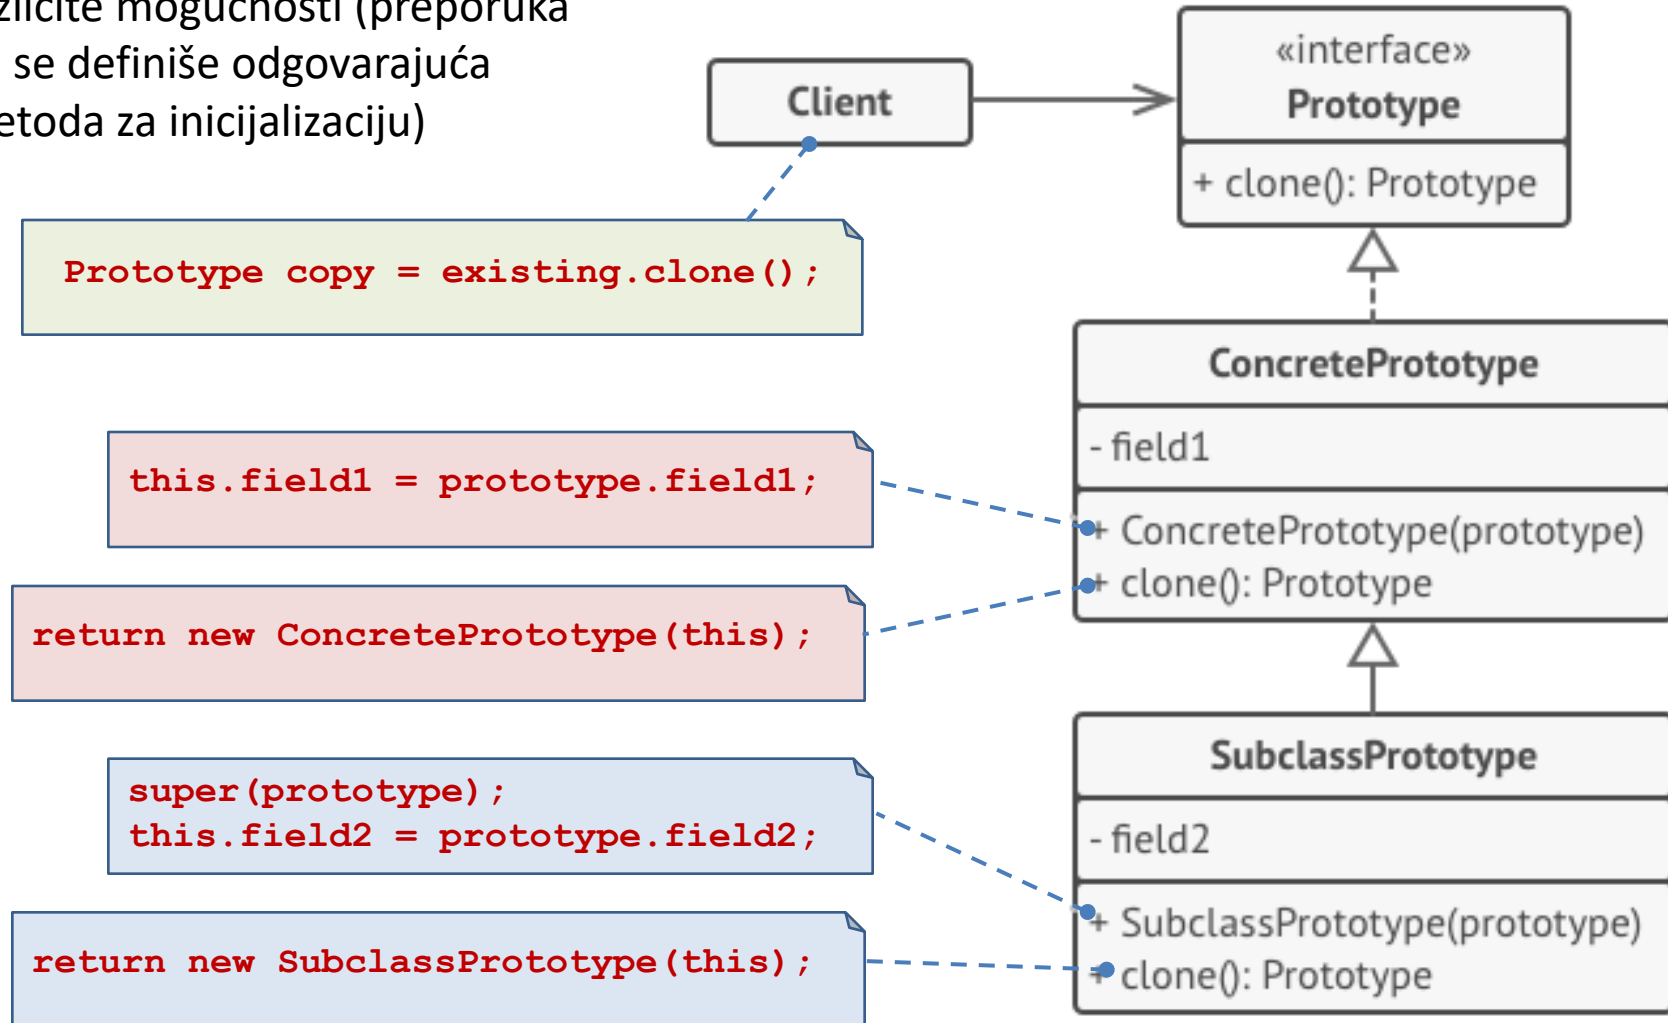 mogućnosti (preporuka
se definiše odgovarajuća
za inicijalizaciju)
Client
«interface»
Prototype
+ clone(): Prototype
Prototype copy = existing.clone();
ConcretePrototype
- field1
this.field1 = prototype.field1;
+ ConcretePrototype(prototype)
+ clone(): Prototype
return new ConcretePrototype(this);
SubclassPrototype
- field2
super(prototype);
this.field2 = prototype.field2;
+ SubclassPrototype(prototype)
+ clone(): Prototype
return new SubclassPrototype(this);